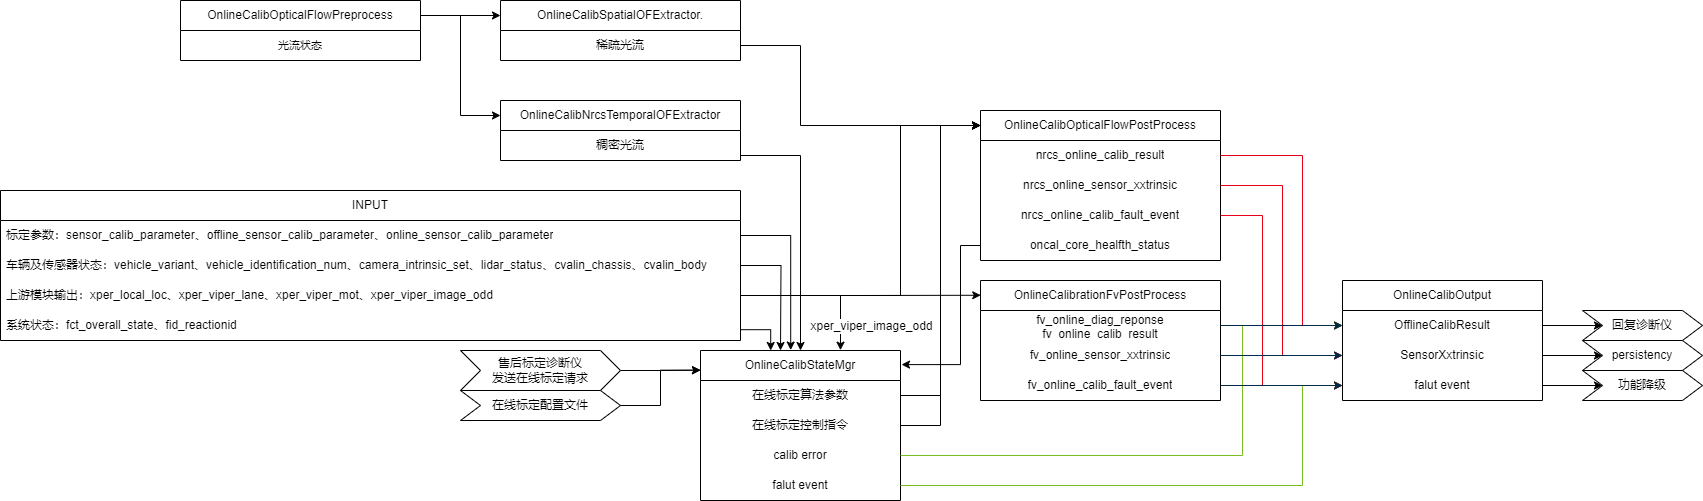 OnlineCalibOpticalFlowPreprocess
光流状态
OnlineCalibSpatialOFExtractor.
稀疏光流
OnlineCalibNrcsTemporalOFExtractor
稠密光流
INPUT
标定参数：sensor_calib_parameter、offline_sensor_calib_parameter、online_sensor_calib_parameter
车辆及传感器状态：vehicle_variant、vehicle_identification_num、camera_intrinsic_set、lidar_status、cvalin_chassis、cvalin_body
上游模块输出：xper_local_loc、xper_viper_lane、xper_viper_mot、xper_viper_image_odd
系统状态：fct_overall_state、fid_reactionid
售后标定诊断仪
发送在线标定请求
在线标定配置文件
xper_viper_image_odd
OnlineCalibStateMgr
在线标定算法参数
在线标定控制指令
calib error
falut event
OnlineCalibOpticalFlowPostProcess
nrcs_online_calib_result
nrcs_online_sensor_xxtrinsic
nrcs_online_calib_fault_event
oncal_core_healfth_status
OnlineCalibrationFvPostProcess
fv_online_diag_reponse
fv_online_calib_result
fv_online_sensor_xxtrinsic
fv_online_calib_fault_event
OnlineCalibOutput
OfflineCalibResult
SensorXxtrinsic
falut event
回复诊断仪
persistency
功能降级